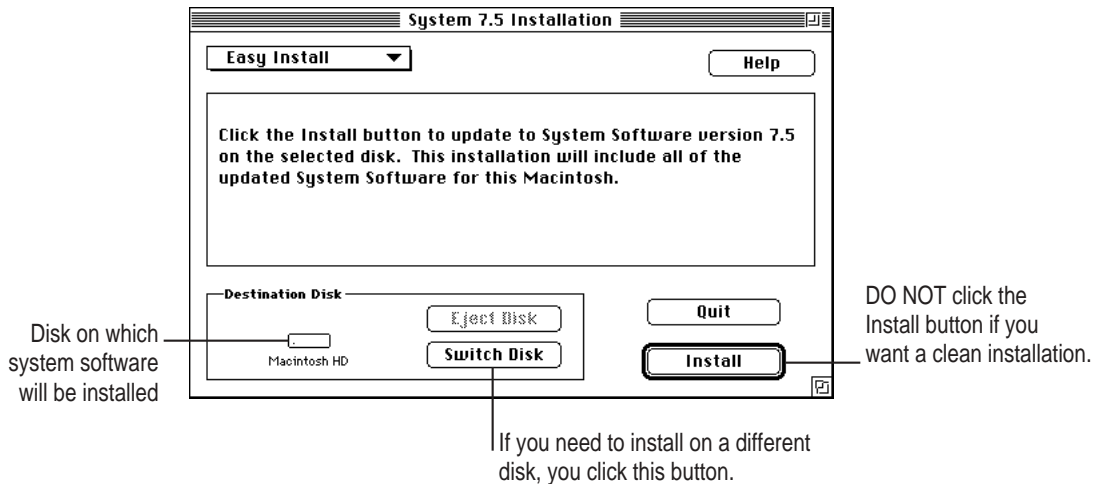 System 7.5 Installation
Easy Install
Help
Click the Install button to update to System Software version 7.5
on the selected disk. This installation will include all of the
updated System Software for this Macintosh.
Destination Disk
Eject Disk
Macintosh HD
Switch Disk
Quit
Install
Disk on which
system software
will be installed
DO NOT click the
Install button if you
want a clean installation.
If you need to install on a different
disk, you click this button.